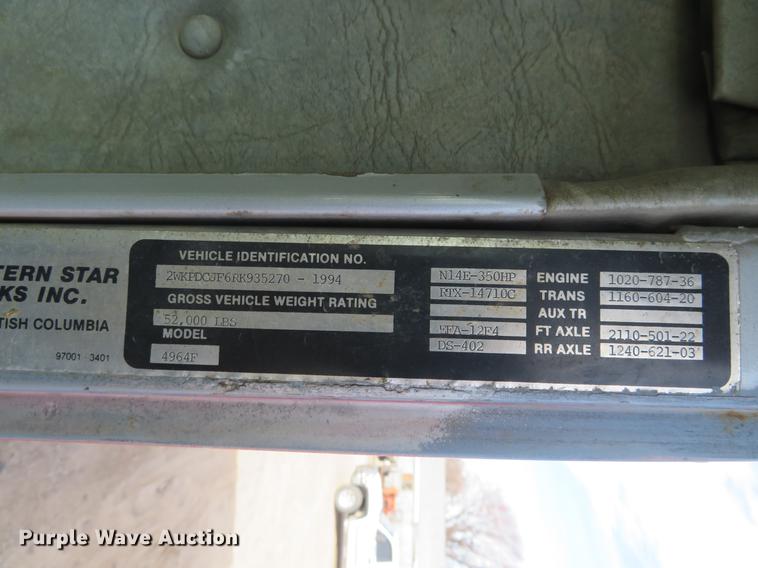 TERN STAR
KS INC.
TISH COLUMBIA
97001 3401
VEHICLE IDENTIFICATION NO.
2WKPDCJF6RK935270 - 1994
GROSS VEHICLE WEIGHT RATING
52,000 LBS
MODEL
4964F
N14E-350HP ENGINE 1020-787-36
RTX-14710C TRANS 1160-604-20
AUX TR
FFA-12F4 FT AXLE 2110-501-22
DS-402 RR AXLE 1240-621-03
Purple Wave Auction